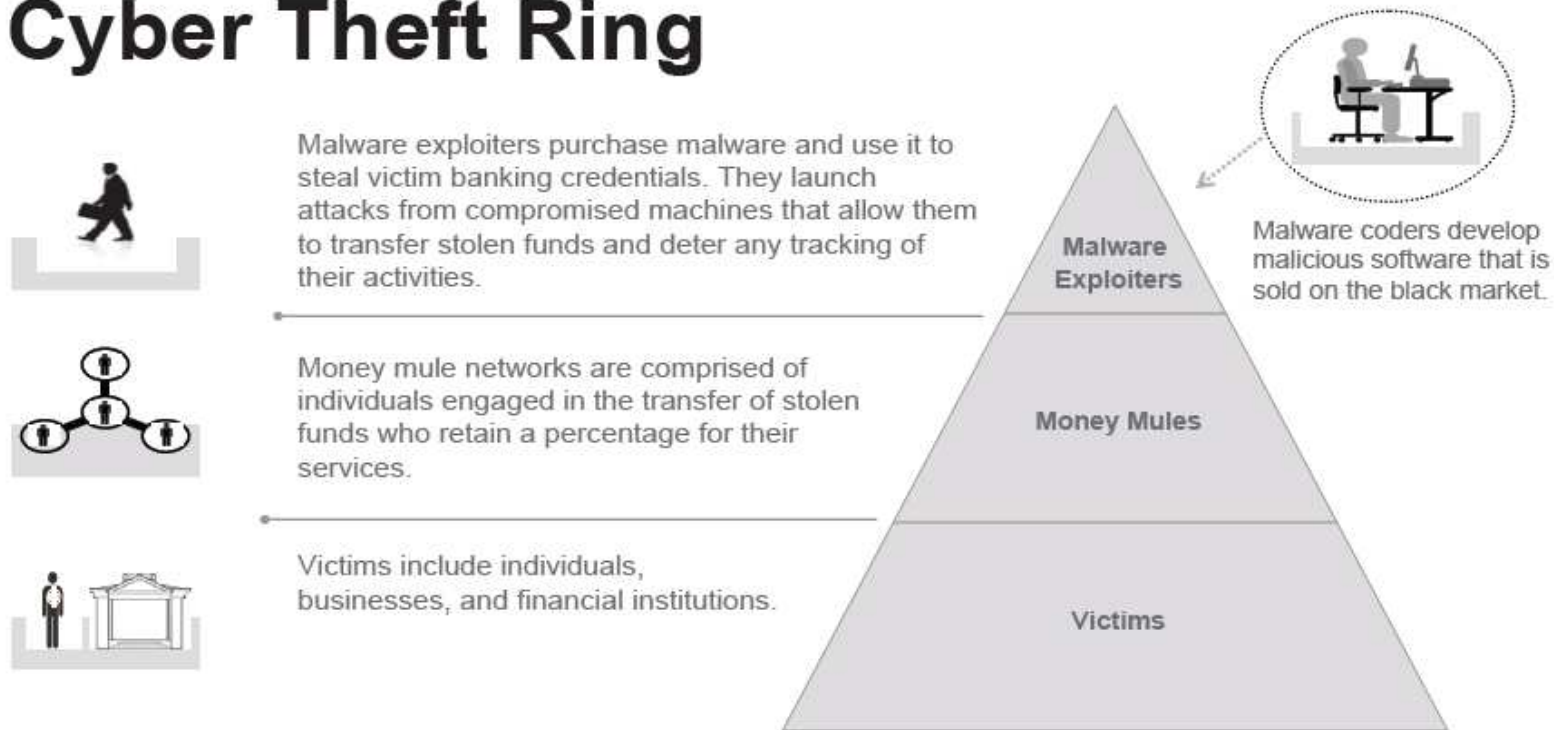 Cyber Theft Ring
Malware exploiters purchase malware and use it to
steal victim banking credentials. They launch
attacks from compromised machines that allow them
to transfer stolen funds and deter any tracking of
their activities.
Malware
Exploiters
Malware coders develop
malicious software that is
sold on the black market.
Money mule networks are comprised of
individuals engaged in the transfer of stolen
funds who retain a percentage for their
services.
Money Mules
Victims include individuals,
businesses, and financial institutions.
Victims